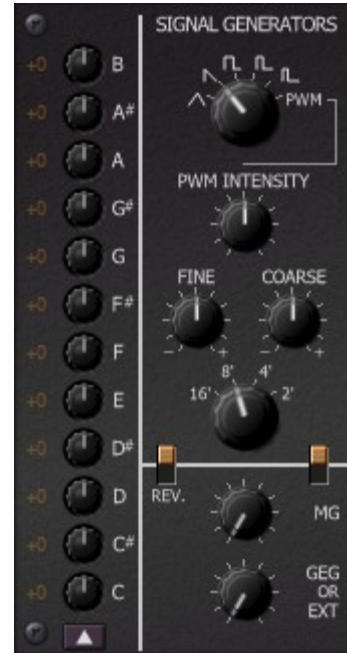 SIGNAL GENERATORS
+0 B
+0 A#
+0 A
+0 G#
+0 G
+0 F#
+0 F
+0 E
+0 D#
+0 D
+0 C#
+0 C
PWM
PWM INTENSITY
FINE COARSE
- + - +
16' 8' 4' 2'
REV.
MG
GEG
OR
EXT